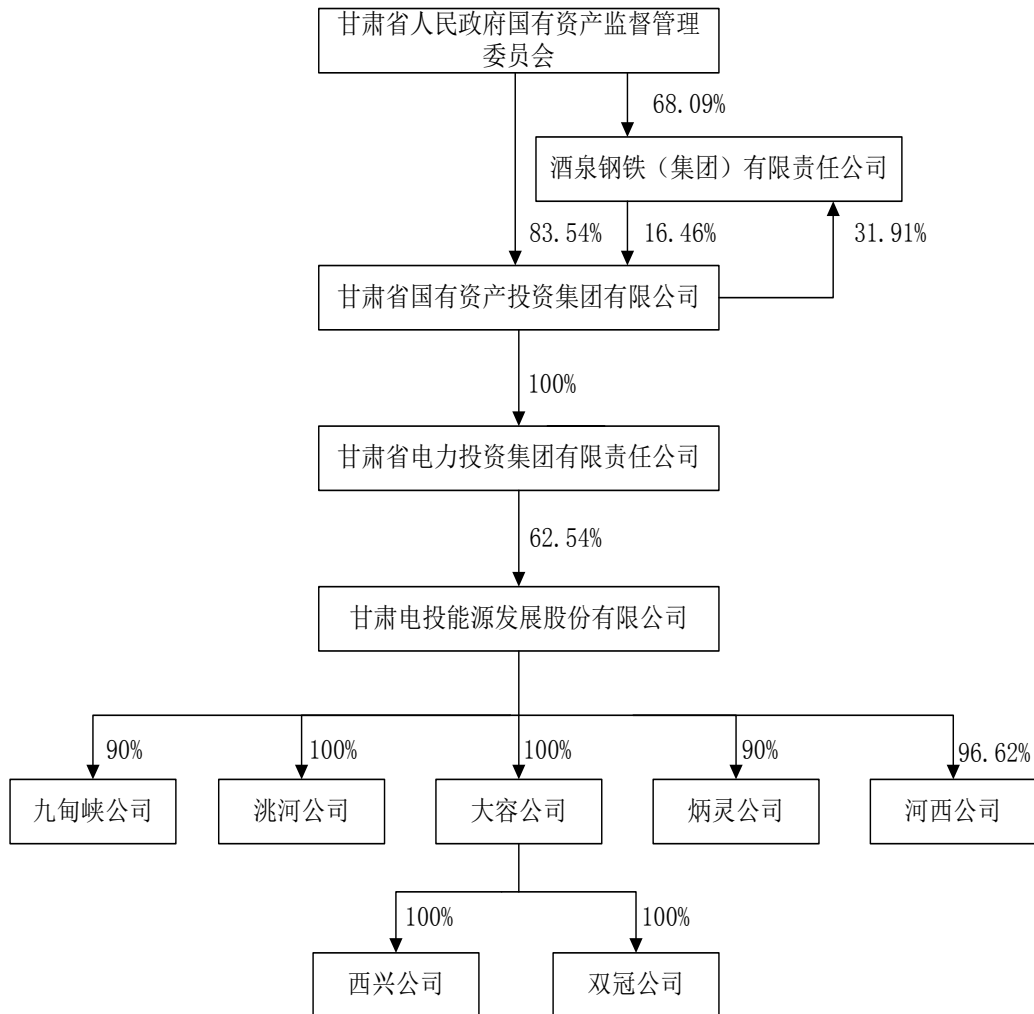 甘肃省人民政府国有资产监督管理
委员会
68.09%
酒泉钢铁（集团）有限责任公司
83.54%
16.46%
31.91%
甘肃省国有资产投资集团有限公司
100%
甘肃省电力投资集团有限责任公司
62.54%
甘肃电投能源发展股份有限公司
90%
100%
100%
90%
96.62%
九甸峡公司
洮河公司
大容公司
炳灵公司
河西公司
100%
100%
西兴公司
双冠公司